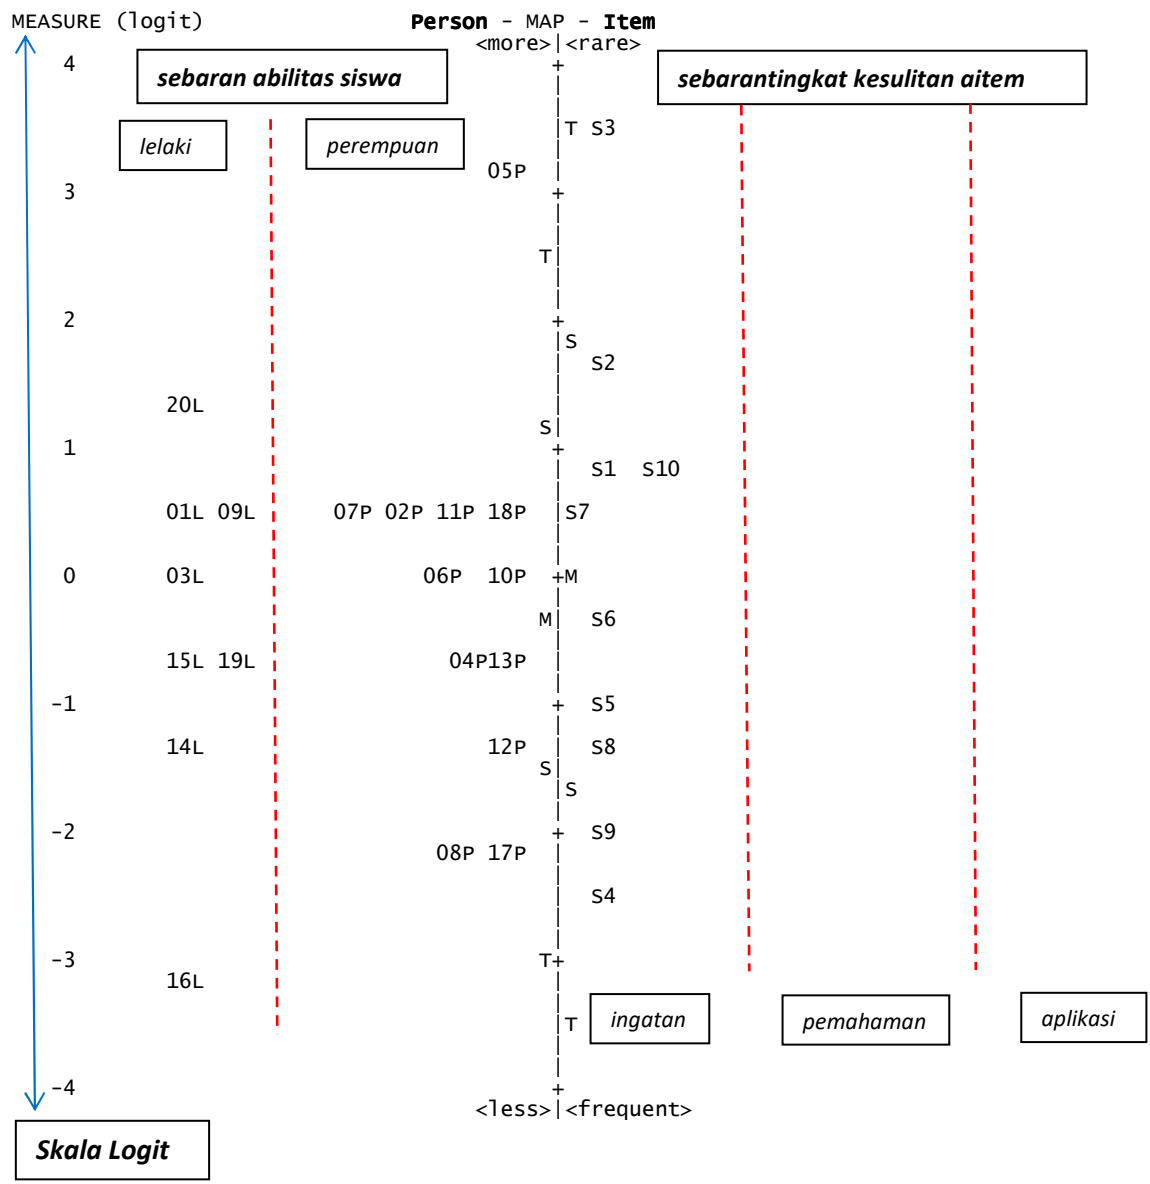 MEASURE (logit) Person - MAP - Item
<more>|<rare>
4 +
sebaran abilitas siswa sebarantingkat kesulitan aitem
T S3
lelaki perempuan
05P
3 +
T
2 +
S
S2
20L
S
1 +
S1 S10
01L 09L 07P 02P 11P 18P S7
0 03L 06P 10P +M
M S6
15L 19L 04P13P
-1 + S5
14L 12P S8
S
S
-2 + S9
08P 17P
S4
-3 T+
16L
T ingatan pemahaman aplikasi
-4 +
<less>|<frequent>
Skala Logit